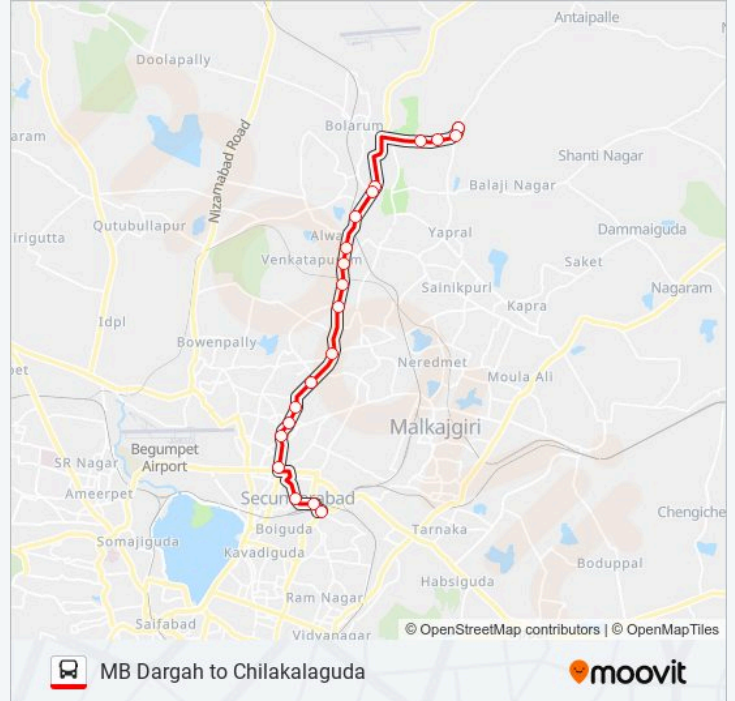 Antaipalle
Doolapally
aram
Bolarum
Nizamabad Road
Shanti Nagar
Balaji Nagar
Qutubullapur
irigutta
Alwa
Yapral
Dammaiguda
Venkatapuram
Saket
Sainikpuri
Nagaram
Kapra
Idpl
Bowenpally
Neredmet
pet
Moula Ali
Malkajgiri
Begumpet
Airport
SR Nagar
Ameerpet
Secunderabad
Chengiche
Boiguda
Tarnaka
Somajiguda
Kavadiguda
Boduppal
Habsiguda
Ram Nagar
Saifabad
Vidyanagar
© OpenStreetMap contributors | © OpenMapTiles
MB Dargah to Chilakalaguda
moovit